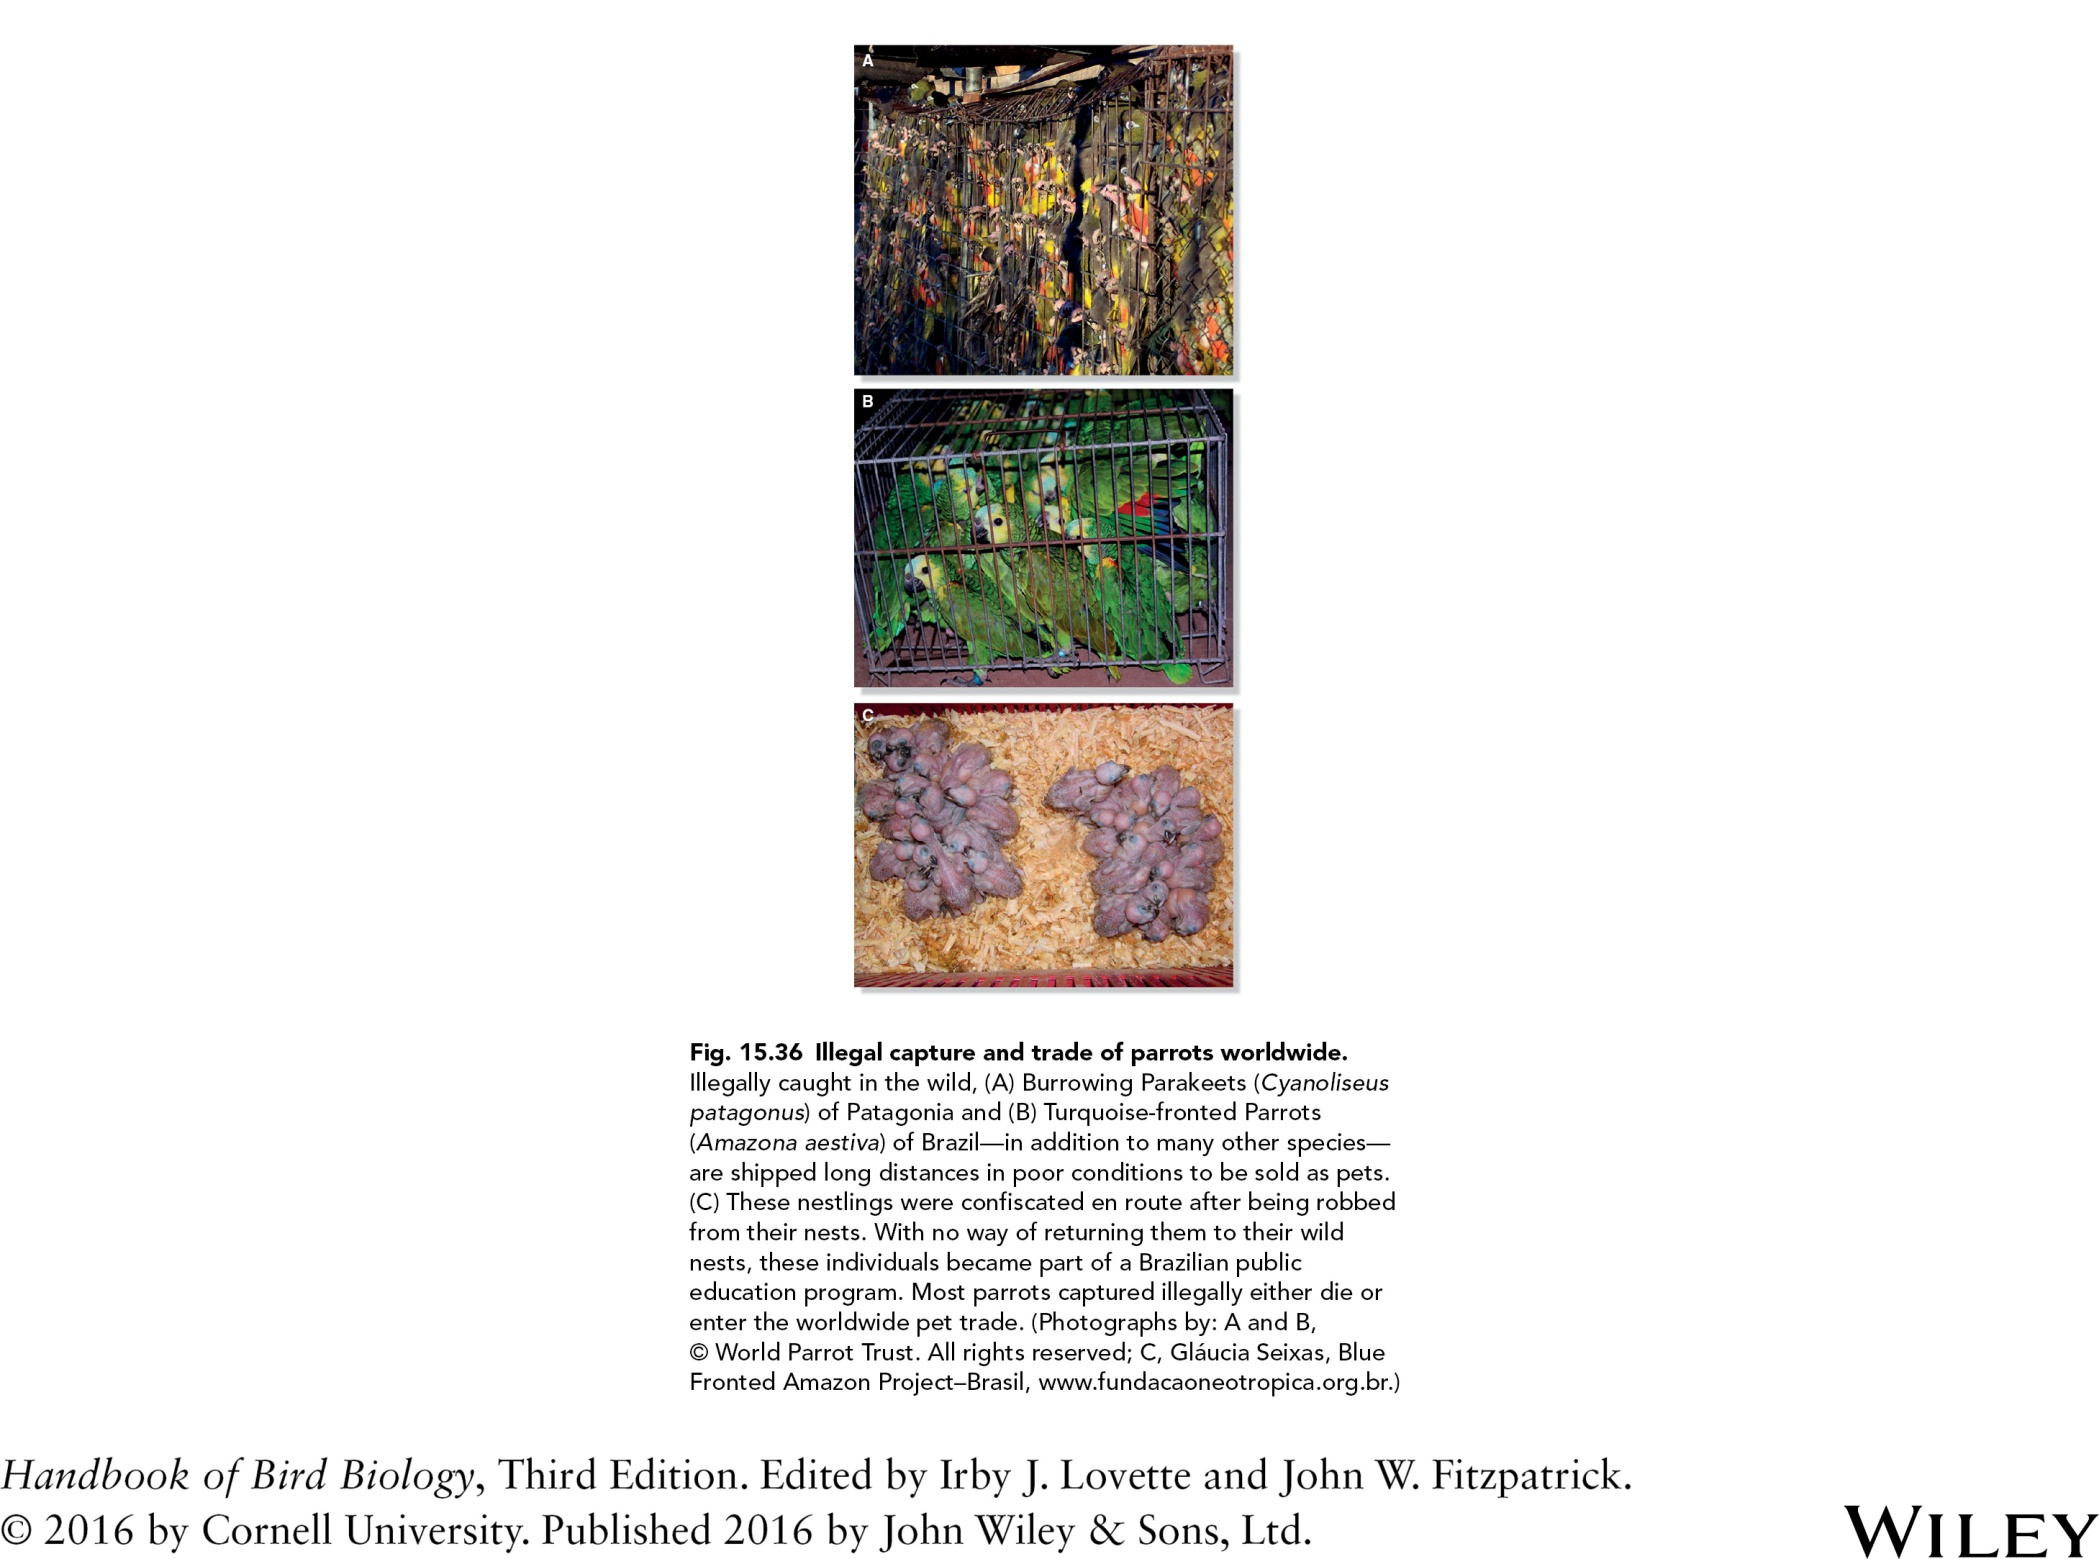 A
B
C
Fig. 15.36 Illegal capture and trade of parrots worldwide.
Illegally caught in the wild, (A) Burrowing Parakeets (Cyanoliseus
patagonus) of Patagonia and (B) Turquoise-fronted Parrots
(Amazona aestiva) of Brazil—in addition to many other species—
are shipped long distances in poor conditions to be sold as pets.
(C) These nestlings were confiscated en route after being robbed
from their nests. With no way of returning them to their wild
nests, these individuals became part of a Brazilian public
education program. Most parrots captured illegally either die or
enter the worldwide pet trade. (Photographs by: A and B,
© World Parrot Trust. All rights reserved; C, Gláucia Seixas, Blue
Fronted Amazon Project–Brasil, www.fundacaoneotropica.org.br.)
Handbook of Bird Biology, Third Edition. Edited by Irby J. Lovette and John W. Fitzpatrick.
© 2016 by Cornell University. Published 2016 by John Wiley & Sons, Ltd.
WILEY